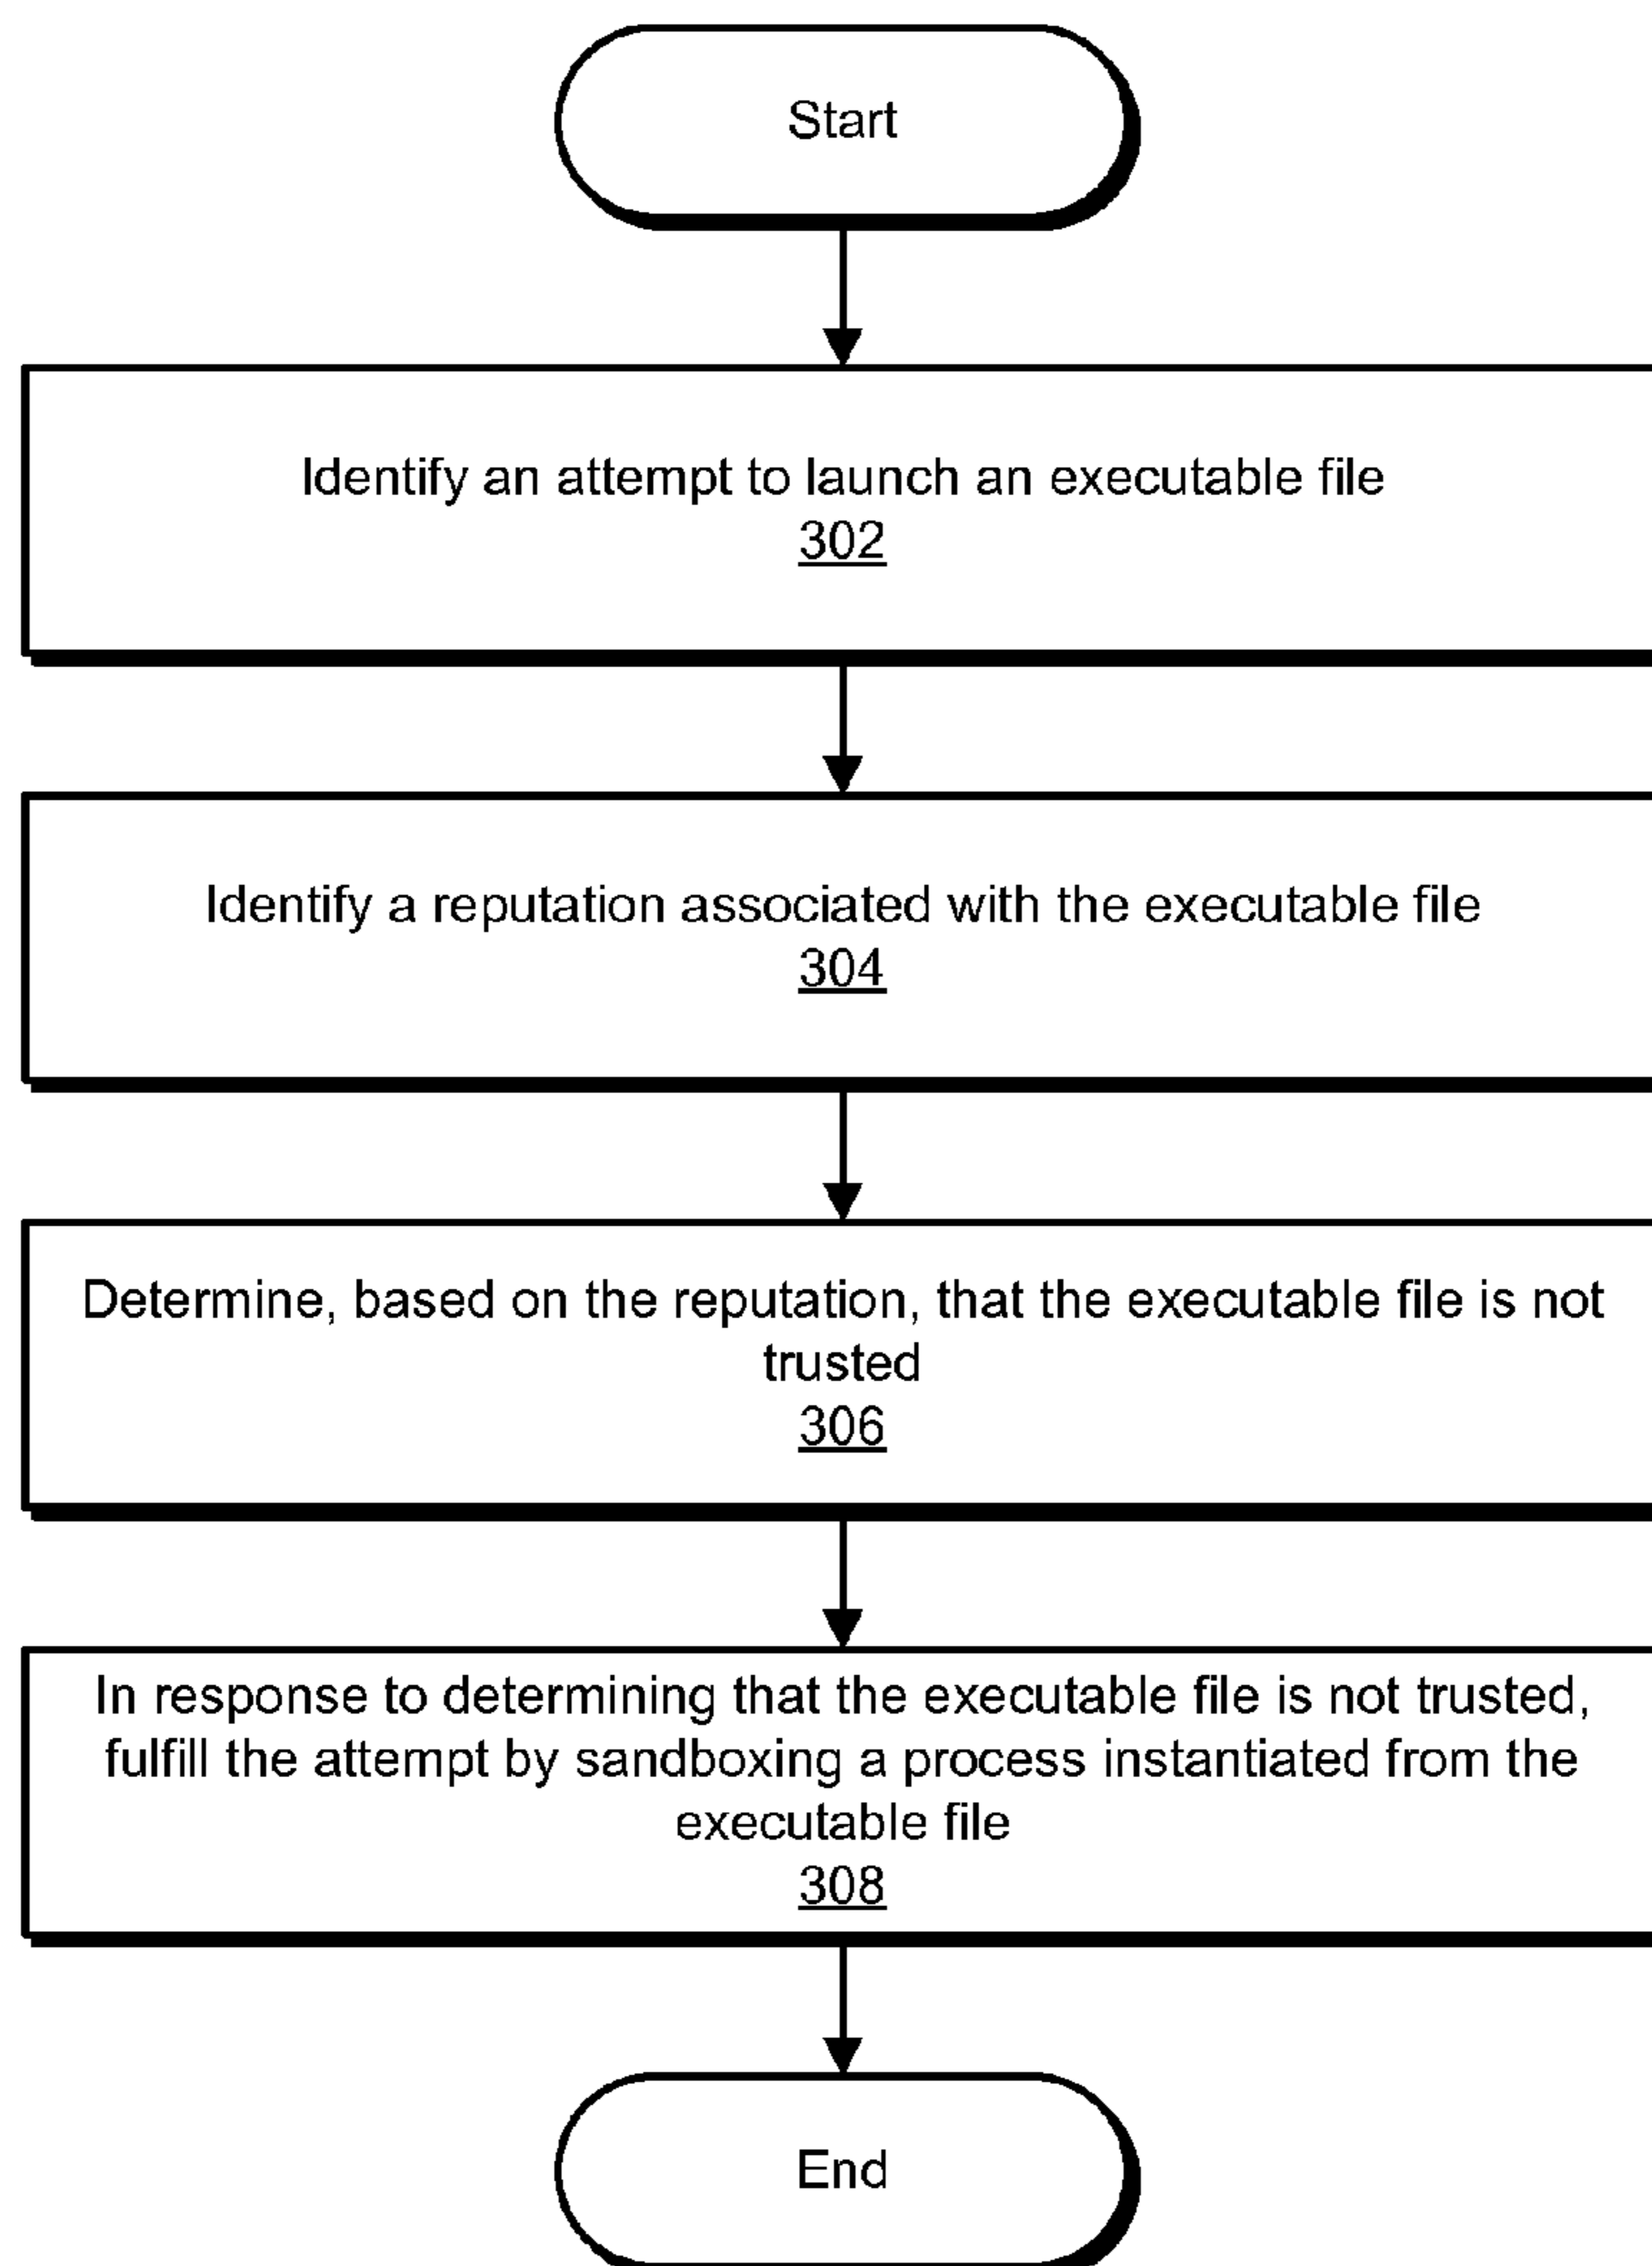 Start
Identify an attempt to launch an executable file
302
Identify a reputation associated with the executable file
304
Determine, based on the reputation, that the executable file is not
trusted
306
In response to determining that the executable file is not trusted,
fulfill the attempt by sandboxing a process instantiated from the
executable file
308
End